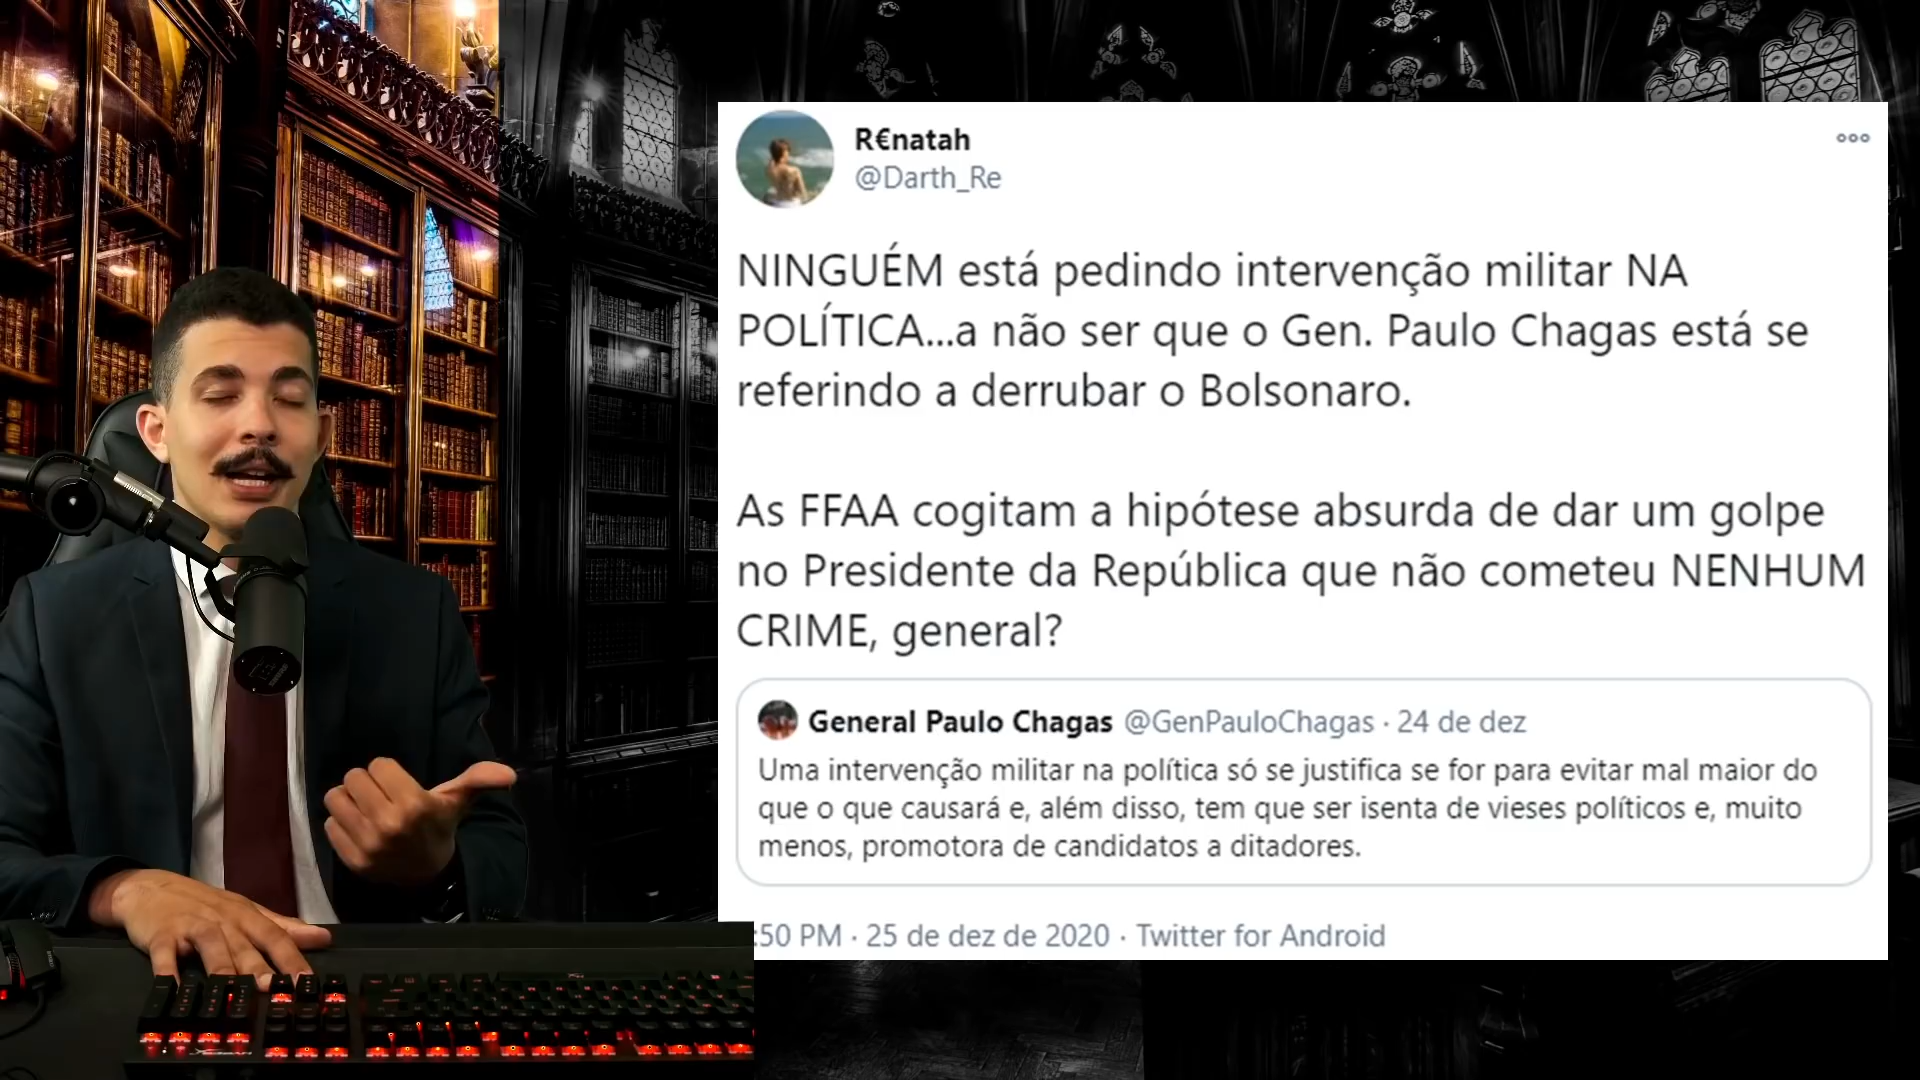 R€natah
@Darth_Re
NINGUÉM está pedindo intervenção militar NA
POLÍTICA...a não ser que o Gen. Paulo Chagas está se
referindo a derrubar o Bolsonaro.
As FFAA cogitam a hipótese absurda de dar um golpe
no Presidente da República que não cometeu NENHUM
CRIME, general?
General Paulo Chagas @GenPauloChagas · 24 de dez
Uma intervenção militar na política só se justifica se for para evitar mal maior do
que o que causará e, além disso, tem que ser isenta de vieses políticos e, muito
menos, promotora de candidatos a ditadores.
:50 PM · 25 de dez de 2020 · Twitter for Android